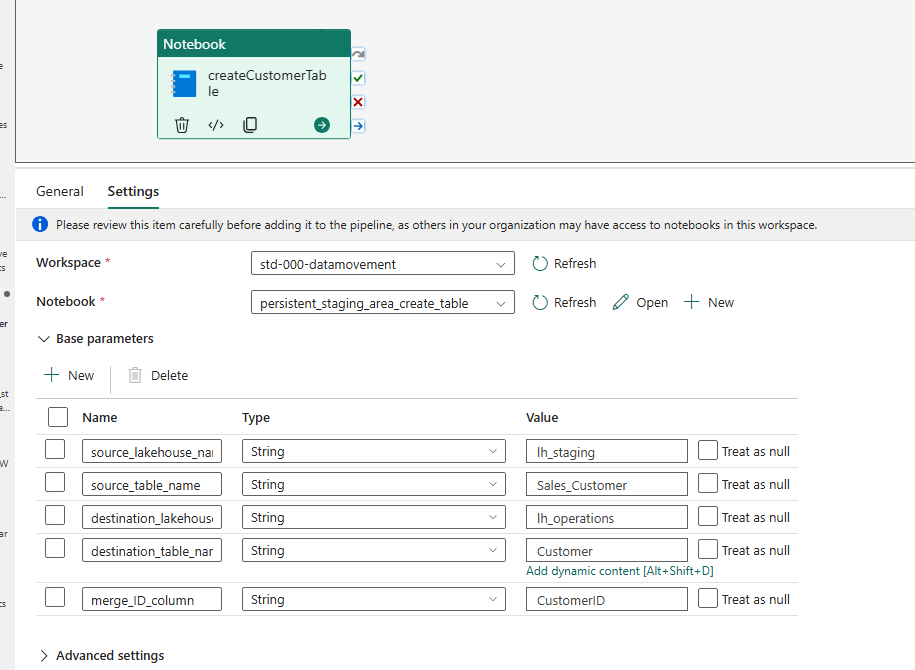 Notebook
createCustomerTab
le
General Settings
Please review this item carefully before adding it to the pipeline, as others in your organization may have access to notebooks in this workspace.
Workspace * std-000-datamovement Refresh
Notebook * persistent_staging_area_create_table Refresh Open New
Base parameters
New Delete
Name Type Value
source_lakehouse_nar String lh_staging Treat as null
source_table_name String Sales_Customer Treat as null
destination_lakehouse String lh_operations Treat as null
destination_table_nar String Customer Treat as null
Add dynamic content [Alt+Shift+D]
merge_ID_column String CustomerID Treat as null
Advanced settings